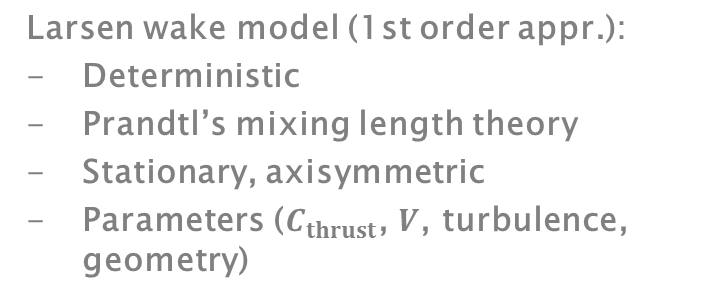 Larsen wake model (1st order appr.):
– Deterministic
– Prandtl's mixing length theory
– Stationary, axisymmetric
– Parameters (C_thrust, V, turbulence,
geometry)